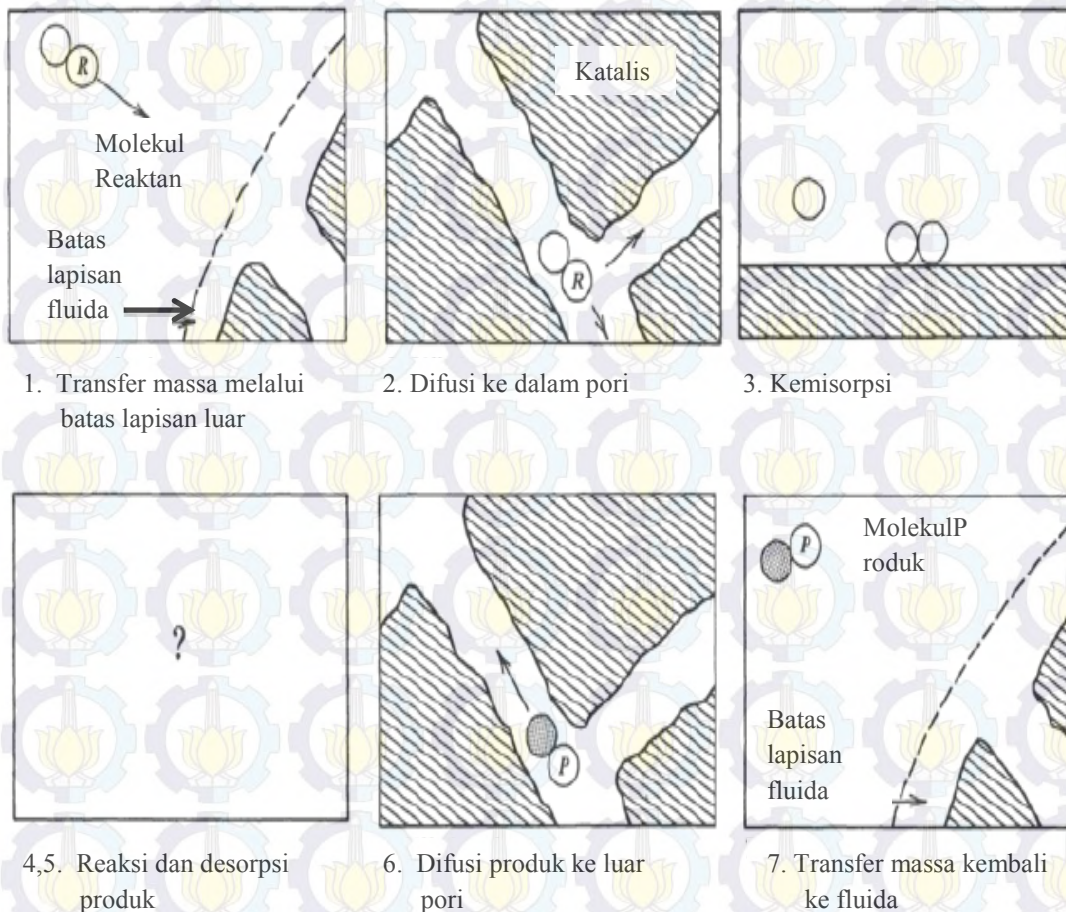 R
Molekul
Reaktan
Batas
lapisan
fluida
1. Transfer massa melalui
batas lapisan luar
Katalis
R
2. Difusi ke dalam pori
3. Kemisorpsi
?
4,5. Reaksi dan desorpsi
produk
P
6. Difusi produk ke luar
pori
P
MolekulP
roduk
Batas
lapisan
fluida
7. Transfer massa kembali
ke fluida